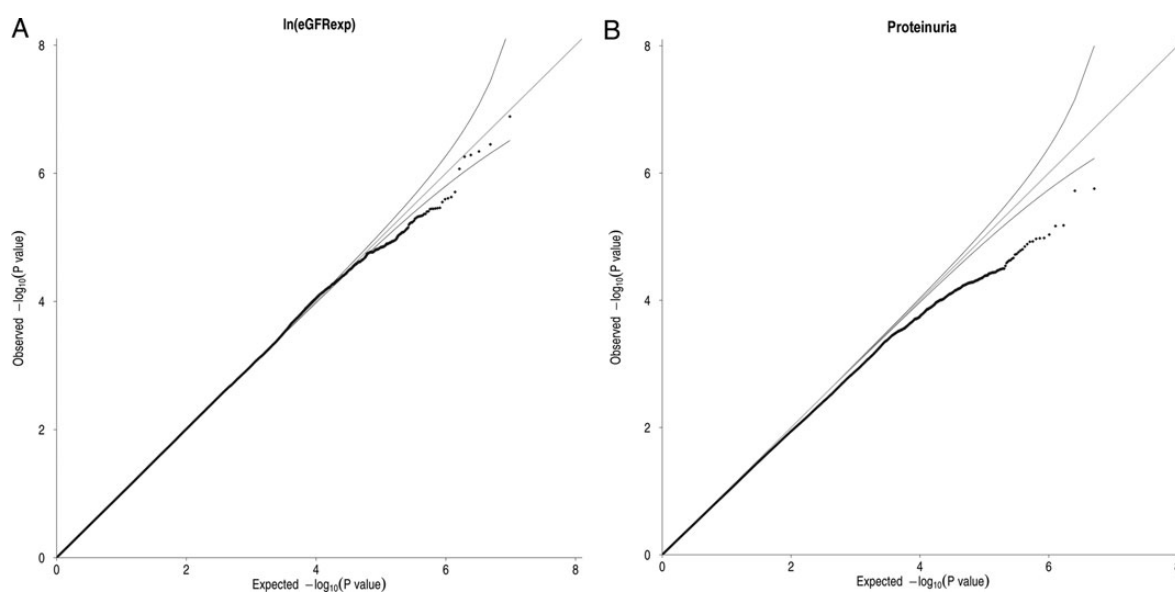 A
ln(eGFRexp)
8
6
4
2
0
Observed −log10(P value)
0 2 4 6 8
Expected −log10(P value)
B
Proteinuria
8
6
4
2
0
Observed −log10(P value)
0 2 4 6 8
Expected −log10(P value)